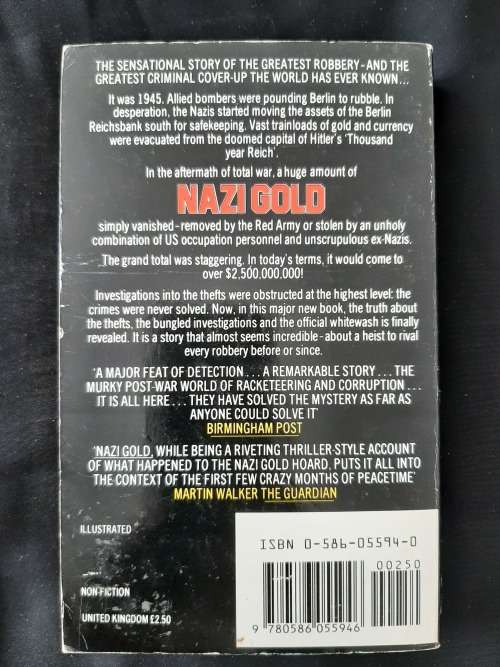 THE SENSATIONAL STORY OF THE GREATEST ROBBERY-AND THE
GREATEST CRIMINAL COVER-UP THE WORLD HAS EVER KNOWN...
It was 1945. Allied bombers were pounding Berlin to rubble. In
desperation, the Nazis started moving the assets of the Berlin
Reichsbank south for safekeeping. Vast trainloads of gold and currency
were evacuated from the doomed capital of Hitler's 'Thousand
year Reich'.
In the aftermath of total war, a huge amount of
NAZI GOLD
simply vanished-removed by the Red Army or stolen by an unholy
combination of US occupation personnel and unscrupulous ex-Nazis.
The grand total was staggering. In today's terms, it would come to
over $2,500,000,000!
Investigations into the thefts were obstructed at the highest level: the
crimes were never solved. Now, in this major new book, the truth about
the thefts, the bungled investigations and the official whitewash is finally
revealed. It is a story that almost seems incredible-about a heist to rival
every robbery before or since.
'A MAJOR FEAT OF DETECTION... A REMARKABLE STORY... THE
MURKY POST-WAR WORLD OF RACKETEERING AND CORRUPTION...
IT IS ALL HERE... THEY HAVE SOLVED THE MYSTERY AS FAR AS
ANYONE COULD SOLVE IT'
BIRMINGHAM POST
'NAZI GOLD, WHILE BEING A RIVETING THRILLER-STYLE ACCOUNT
OF WHAT HAPPENED TO THE NAZI GOLD HOARD, PUTS IT ALL INTO
THE CONTEXT OF THE FIRST FEW CRAZY MONTHS OF PEACETIME'
MARTIN WALKER THE GUARDIAN
ILLUSTRATED
ISBN 0-586-05594-0
00250
NON-FICTION
UNITED KINGDOM £2.50
9 780586 055946